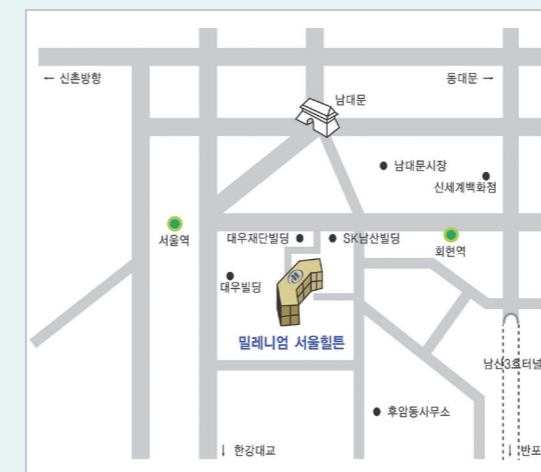 ← 신촌방향
동대문 →
남대문
남대문시장
신세계백화점
서울역
대우재단빌딩
SK남산빌딩
회현역
대우빌딩
밀레니엄 서울힐튼
남산3호터널
후암동사무소
↓ 한강대교
↓ 반포